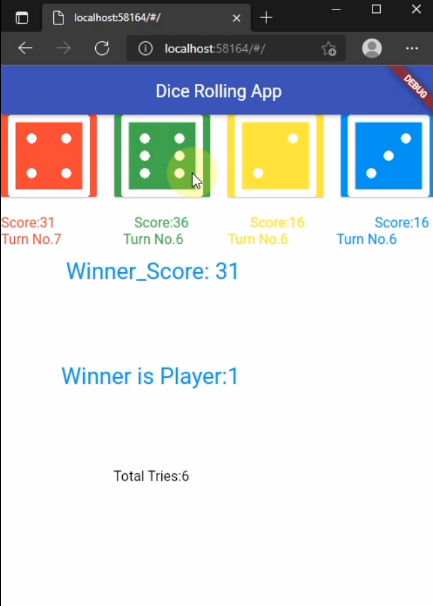 localhost:58164/#/
localhost:58164/#/
Dice Rolling App
DEBUG
Score:31 Score:36 Score:16 Score:16
Turn No.7 Turn No.6 Turn No.6 Turn No.6
Winner_Score: 31
Winner is Player:1
Total Tries:6